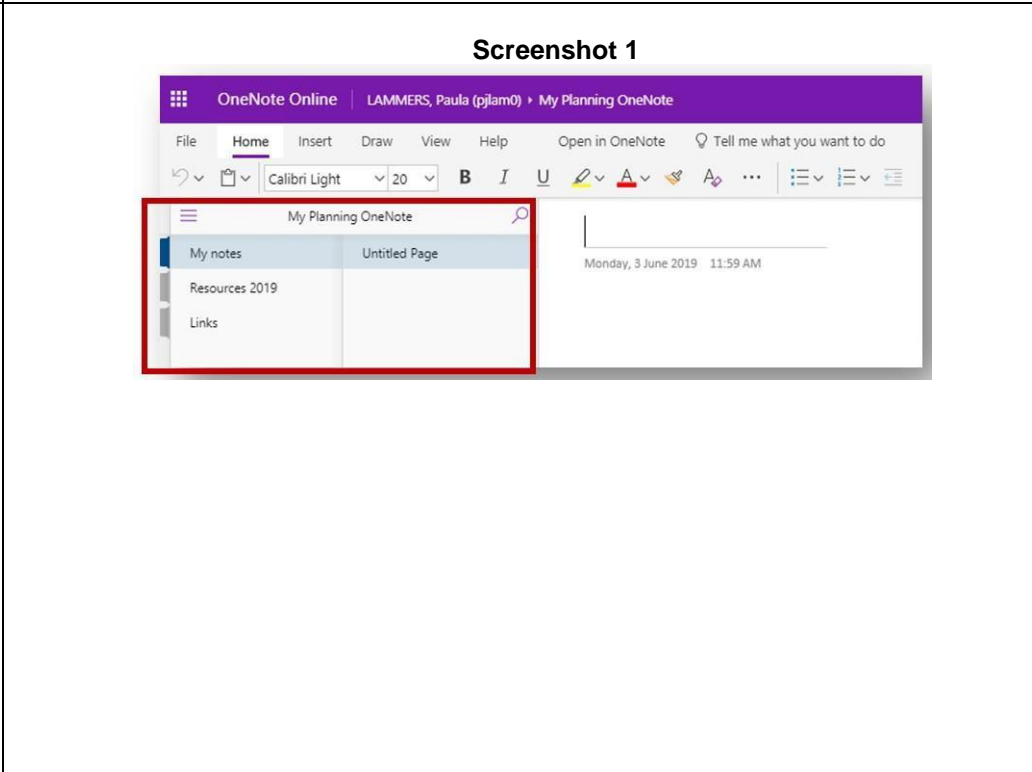 Screenshot 1
OneNote Online LAMMERS, Paula (pjlam0) › My Planning OneNote
File Home Insert Draw View Help Open in OneNote Tell me what you want to do
Calibri Light 20 B I U A A ...
My Planning OneNote
My notes Untitled Page
Resources 2019
Links
Monday, 3 June 2019 11:59 AM